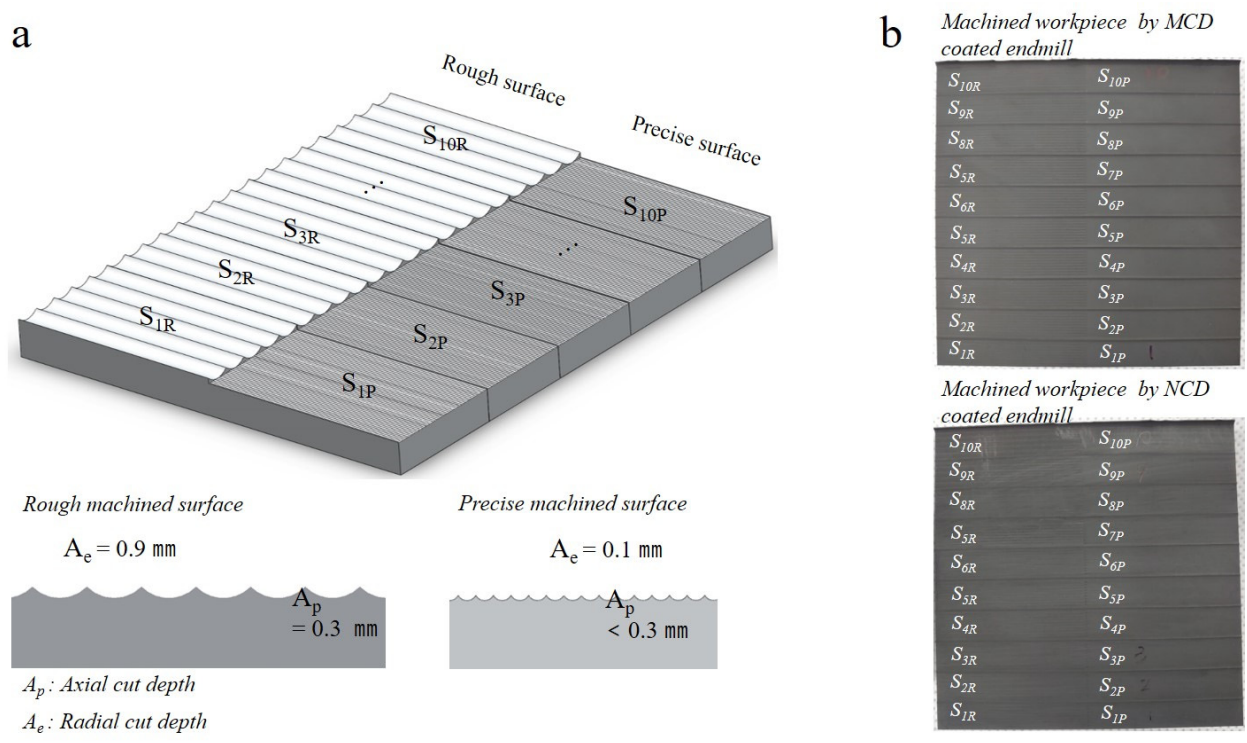 a
Rough surface
Precise surface
S10R
...
S3R
S2R
S1R
S10P
...
S3P
S2P
S1P
Rough machined surface
Ae = 0.9 mm
Ap
= 0.3 mm
Precise machined surface
Ae = 0.1 mm
Ap
< 0.3 mm
Ap : Axial cut depth
Ae : Radial cut depth
b
Machined workpiece by MCD
coated endmill
S10R S10P
S9R S9P
S8R S8P
S5R S7P
S6R S6P
S5R S5P
S4R S4P
S3R S3P
S2R S2P
S1R S1P 1
Machined workpiece by NCD
coated endmill
S10R S10P
S9R S9P
S8R S8P
S5R S7P
S6R S6P
S5R S5P
S4R S4P
S3R S3P 3
S2R S2P 2
S1R S1P